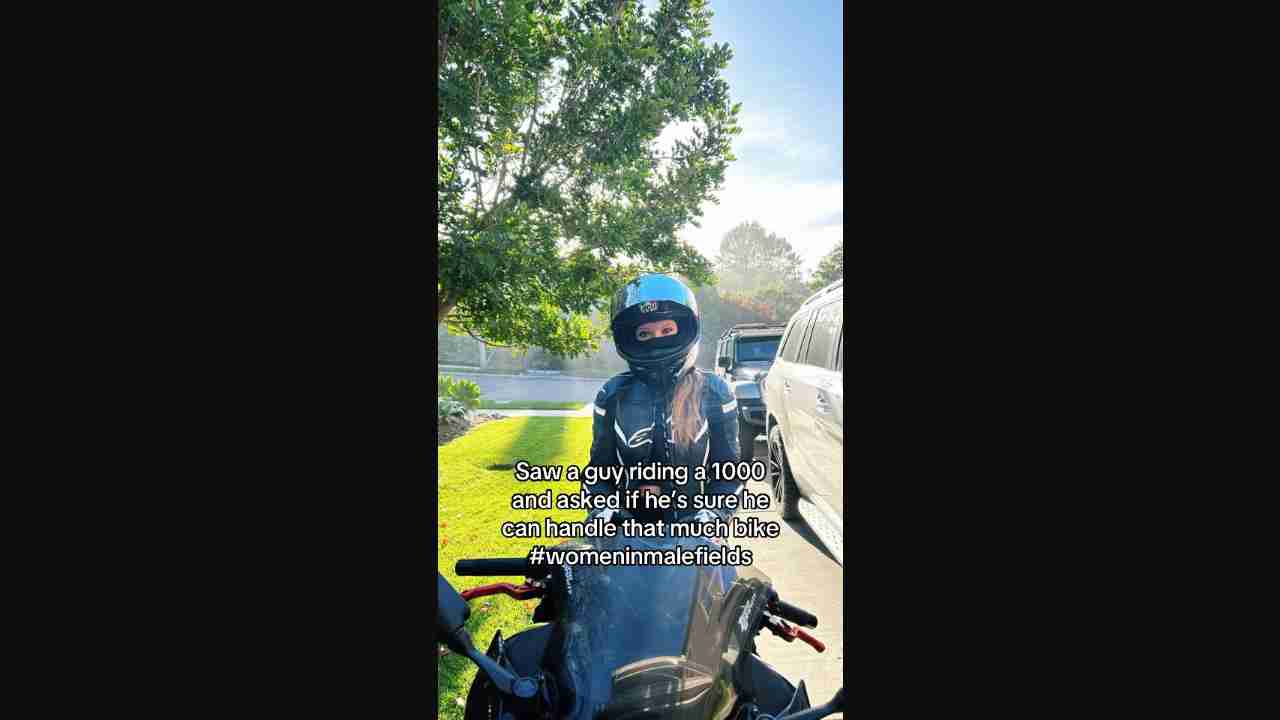 Saw a guy riding a 1000
and asked if he's sure he
can handle that much bike
#womeninmalefields